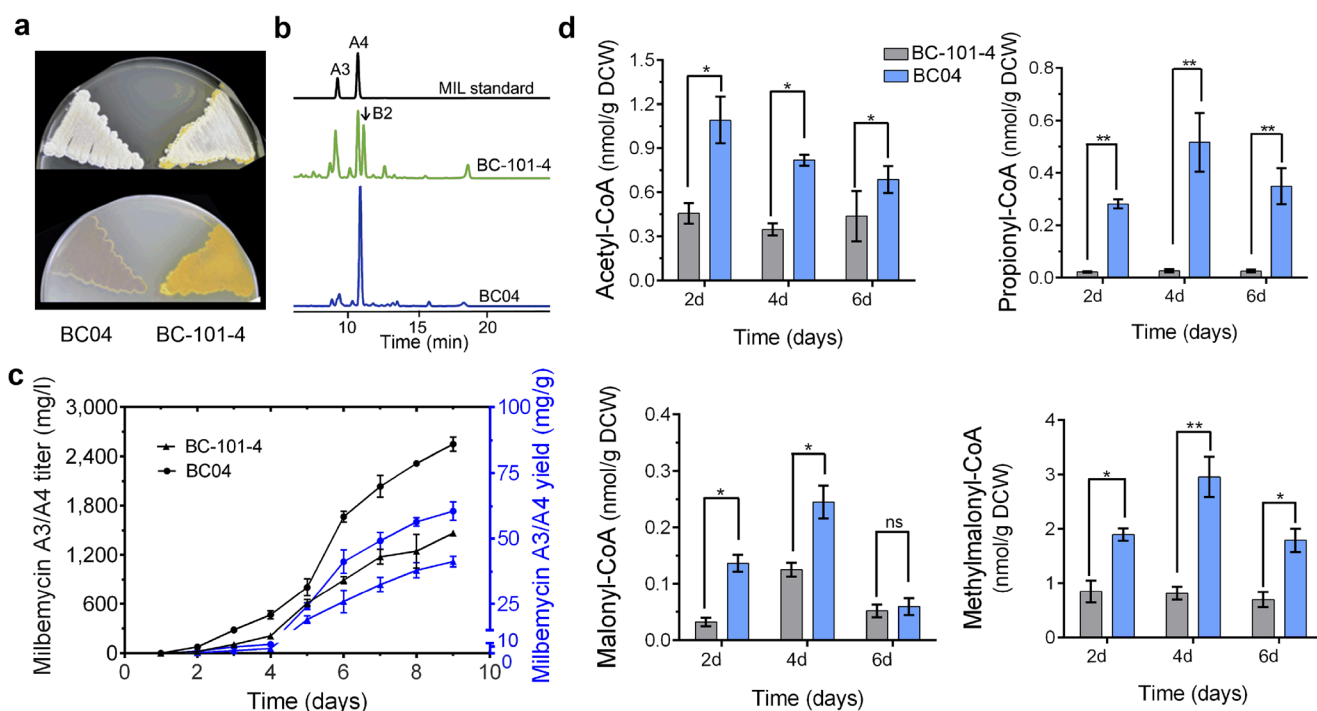 a
BC04 BC-101-4
b
A3
A4
MIL standard
B2
BC-101-4
BC04
10 15 20
Time (min)
c
Milbemycin A3/A4 titer (mg/l)
3,000
2,400
1,800
1,200
600
0
BC-101-4
BC04
0 2 4 6 8 10
Time (days)
100
75
50
25
10
0
Milbemycin A3/A4 yield (mg/g)
d
BC-101-4
BC04
Acetyl-CoA (nmol/g DCW)
1.5
1.2
0.9
0.6
0.3
0.0
* * *
2d 4d 6d
Time (days)
Propionyl-CoA (nmol/g DCW)
0.8
0.6
0.4
0.2
0.0
** ** **
2d 4d 6d
Time (days)
Malonyl-CoA (nmol/g DCW)
0.4
0.3
0.2
0.1
0.0
* * ns
2d 4d 6d
Time (days)
Methylmalonyl-CoA
(nmol/g DCW)
4
3
2
1
0
* ** *
2d 4d 6d
Time (days)